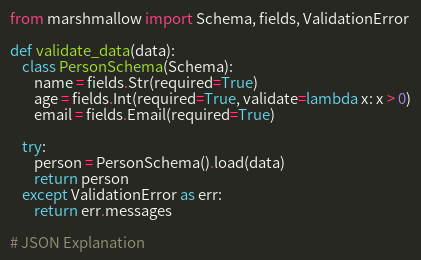 from marshmallow import Schema, fields, ValidationError

def validate_data(data):
    class PersonSchema(Schema):
        name = fields.Str(required=True)
        age = fields.Int(required=True, validate=lambda x: x > 0)
        email = fields.Email(required=True)

    try:
        person = PersonSchema().load(data)
        return person
    except ValidationError as err:
        return err.messages

# JSON Explanation